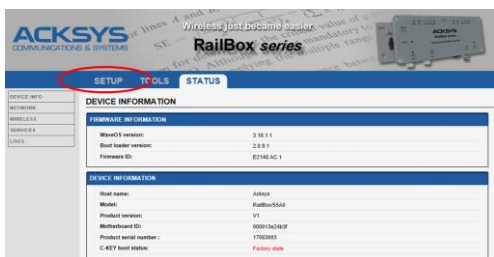 ACKSYS
COMMUNICATIONS & SYSTEMS
Wireless just became easier
RailBox series
SETUP TOOLS STATUS
DEVICE INFO
NETWORK
WIRELESS
SERVICES
LOGS
DEVICE INFORMATION
FIRMWARE INFORMATION
WaveOS version: 3.16.1.1
Boot loader version: 2.0.9.1
Firmware ID: E2148.AC.1
DEVICE INFORMATION
Host name: Acksys
Model: RailBox/55A0
Product version: V1
Motherboard ID: 000013e24b3f
Product serial number : 17983003
C-KEY boot status: Factory state